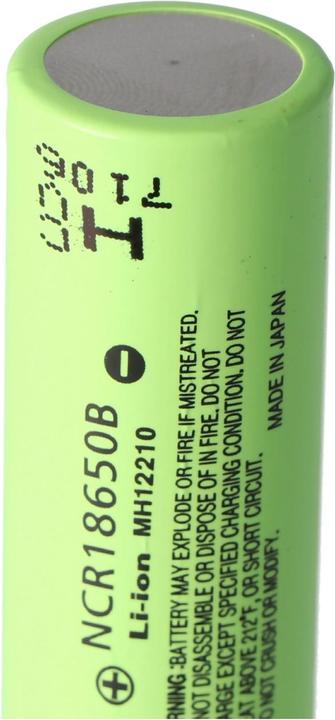 NCR18650B
Li-ion MH12210
:BATTERY MAY EXPLODE OR FIRE IF MISTREATED.
DISASSEMBLE OR DISPOSE OF IN FIRE. DO NOT
EXCEPT SPECIFIED CHARGING CONDITION. DO NOT
AT ABOVE 212°F, OR SHORT CIRCUIT.
NOT CRUSH OR MODIFY.
MADE IN JAPAN